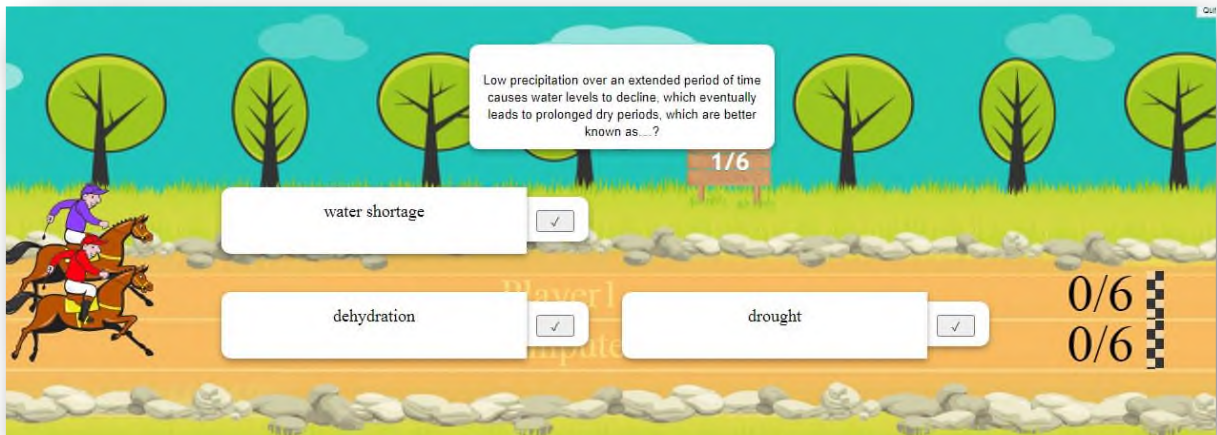 Low precipitation over an extended period of time
causes water levels to decline, which eventually
leads to prolonged dry periods, which are better
known as....?
1/6
water shortage
✓
Player1
0/6
dehydration
✓
drought
✓
0/6